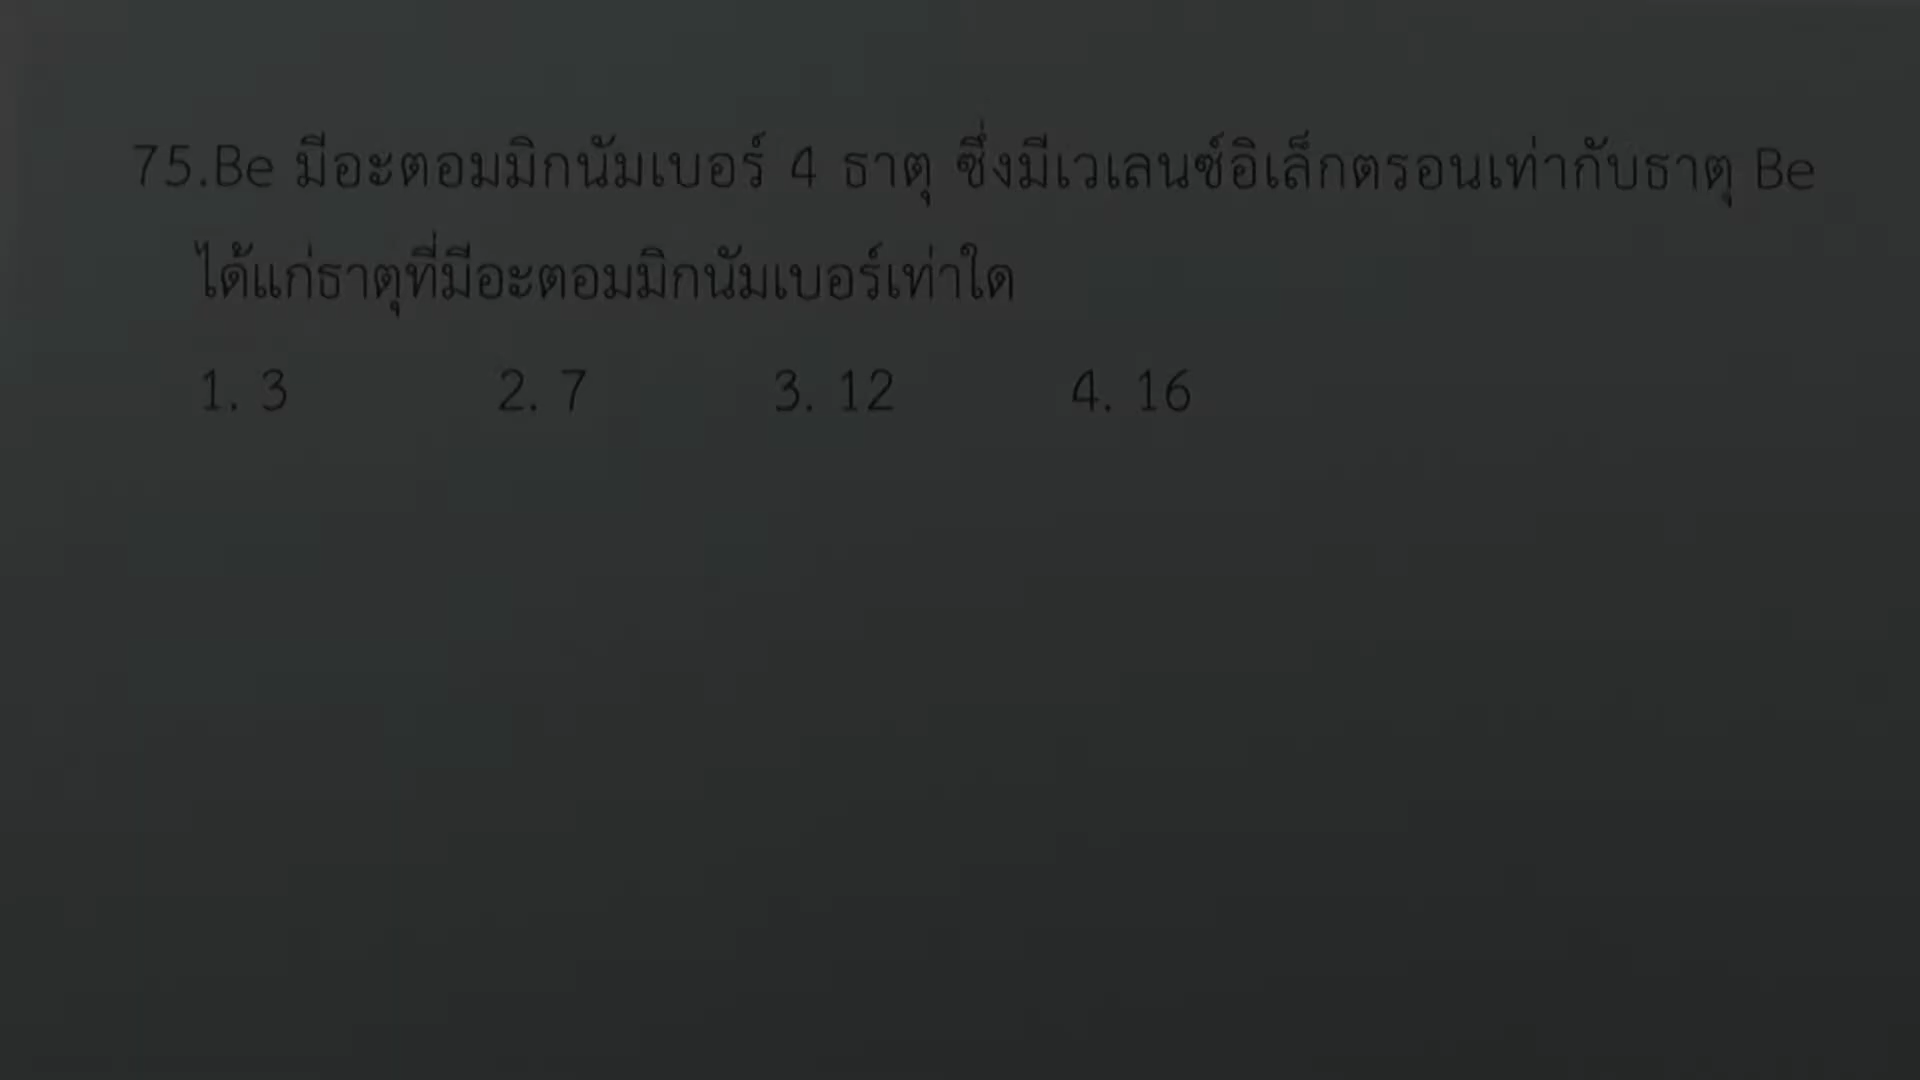 75.Be มีอะตอมมิกนัมเบอร์ 4 ธาตุ ซึ่งมีเวเลนซ์อิเล็กตรอนเท่ากับธาตุ Be
ได้แก่ธาตุที่มีอะตอมมิกนัมเบอร์เท่าใด
1. 3 2. 7 3. 12 4. 16